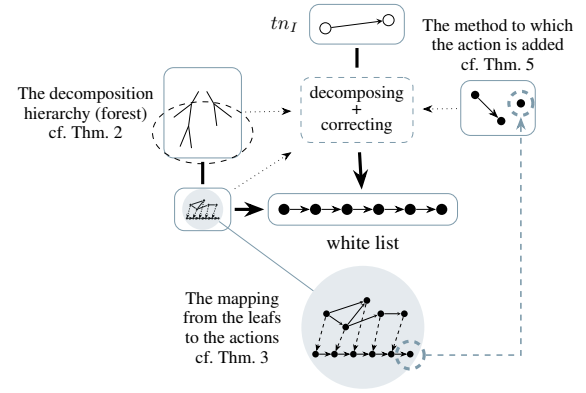 tn_I
The method to which
the action is added
cf. Thm. 5
The decomposition
hierarchy (forest)
cf. Thm. 2
decomposing
+
correcting
white list
The mapping
from the leafs
to the actions
cf. Thm. 3